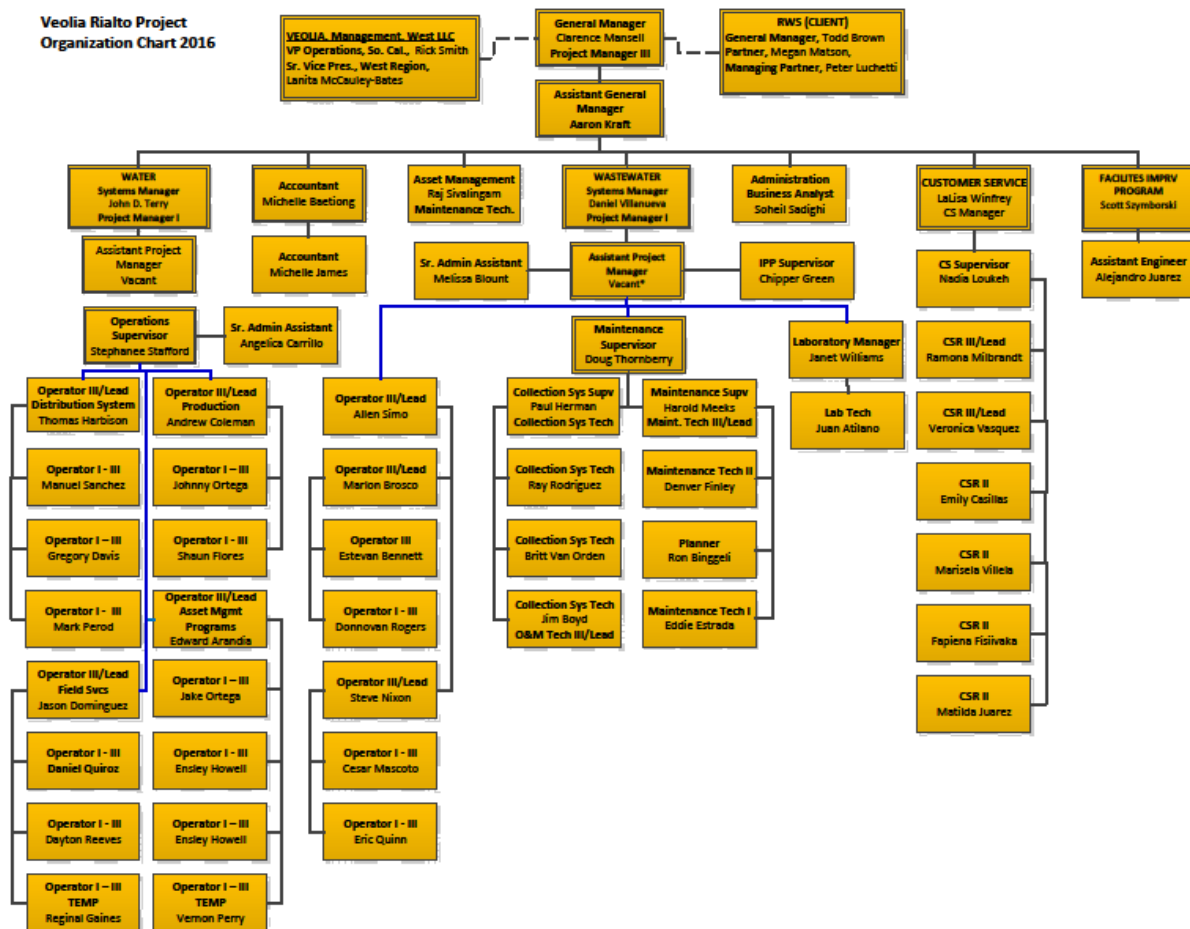 Veolia Rialto Project
Organization Chart 2016
VEOLIA, Management, West LLC
VP Operations, So. Cal., Rick Smith
Sr. Vice Pres., West Region,
Lanita McCauley-Bates
General Manager
Clarence Mansell
Project Manager III
RWS (CLIENT)
General Manager, Todd Brown
Partner, Megan Matson,
Managing Partner, Peter Luchetti
Assistant General
Manager
Aaron Kraft
WATER
Systems Manager
John D. Terry
Project Manager I
Accountant
Michelle Baetiong
Asset Management
Raj Sivalingam
Maintenance Tech.
WASTEWATER
Systems Manager
Daniel Villanueva
Project Manager I
Administration
Business Analyst
Soheil Sadighi
CUSTOMER SERVICE
LaLisa Winfrey
CS Manager
FACILITES IMPRV
PROGRAM
Scott Szymborski
Assistant Project
Manager
Vacant
Accountant
Michelle James
Sr. Admin Assistant
Melissa Blount
Assistant Project
Manager
Vacant*
IPP Supervisor
Chipper Green
CS Supervisor
Nadia Loukeh
Assistant Engineer
Alejandro Juarez
Operations
Supervisor
Stephanee Stafford
Sr. Admin Assistant
Angelica Carrillo
Maintenance
Supervisor
Doug Thornberry
Laboratory Manager
Janet Williams
CSR III/Lead
Ramona Milbrandt
Operator III/Lead
Distribution System
Thomas Harbison
Operator III/Lead
Production
Andrew Coleman
Operator III/Lead
Allen Simo
Collection Sys Supv
Paul Herman
Collection Sys Tech
Maintenance Supv
Harold Meeks
Maint. Tech III/Lead
Lab Tech
Juan Atilano
CSR III/Lead
Veronica Vasquez
Operator I - III
Manuel Sanchez
Operator I – III
Johnny Ortega
Operator III/Lead
Marlon Brosco
Collection Sys Tech
Ray Rodriguez
Maintenance Tech II
Denver Finley
CSR II
Emily Casillas
Operator I – III
Gregory Davis
Operator I - III
Shaun Flores
Operator III
Estevan Bennett
Collection Sys Tech
Britt Van Orden
Planner
Ron Binggeli
CSR II
Marisela Villela
Operator I - III
Mark Perod
Operator III/Lead
Asset Mgmt
Programs
Edward Arandia
Operator I - III
Donnovan Rogers
Collection Sys Tech
Jim Boyd
O&M Tech III/Lead
Maintenance Tech I
Eddie Estrada
CSR II
Fapiena Fisiivaka
Operator III/Lead
Field Svcs
Jason Dominguez
Operator I – III
Jake Ortega
Operator III/Lead
Steve Nixon
CSR II
Matilda Juarez
Operator I - III
Daniel Quiroz
Operator I - III
Ensley Howell
Operator I - III
Cesar Mascoto
Operator I - III
Dayton Reeves
Operator I – III
Ensley Howell
Operator I - III
Eric Quinn
Operator I – III
TEMP
Reginal Gaines
Operator I – III
TEMP
Vernon Perry